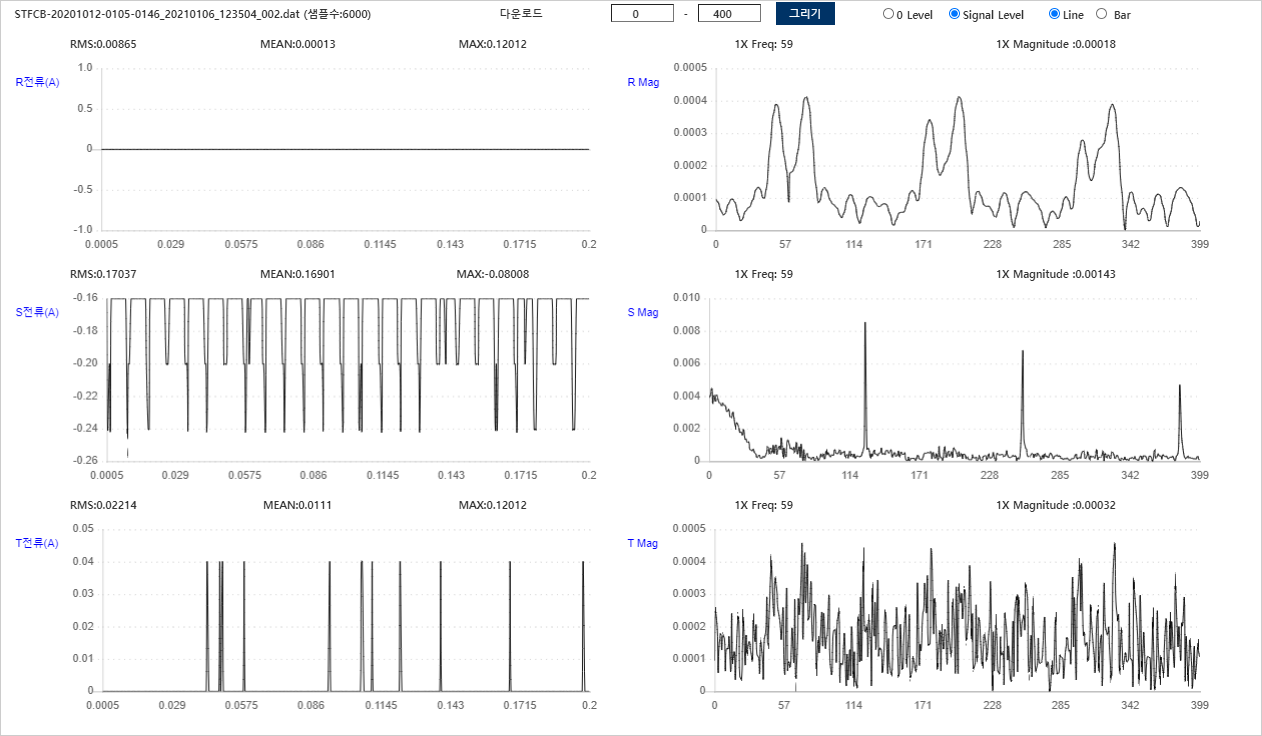 STFCB-20201012-0105-0146_20210106_123504_002.dat (샘플수:6000) 다운로드 0 - 400 그리기 0 Level Signal Level Line Bar
RMS:0.00865 MEAN:0.00013 MAX:0.12012 1X Freq: 59 1X Magnitude :0.00018
R전류(A)
1.0
0.5
0
-0.5
-1.0
0.0005 0.029 0.0575 0.086 0.1145 0.143 0.1715 0.2
R Mag
0.0005
0.0004
0.0003
0.0002
0.0001
0
0 57 114 171 228 285 342 399
RMS:0.17037 MEAN:0.16901 MAX:-0.08008 1X Freq: 59 1X Magnitude :0.00143
S전류(A)
-0.16
-0.18
-0.20
-0.22
-0.24
-0.26
0.0005 0.029 0.0575 0.086 0.1145 0.143 0.1715 0.2
S Mag
0.010
0.008
0.006
0.004
0.002
0
0 57 114 171 228 285 342 399
RMS:0.02214 MEAN:0.0111 MAX:0.12012 1X Freq: 59 1X Magnitude :0.00032
T전류(A)
0.05
0.04
0.03
0.02
0.01
0
0.0005 0.029 0.0575 0.086 0.1145 0.143 0.1715 0.2
T Mag
0.0005
0.0004
0.0003
0.0002
0.0001
0
0 57 114 171 228 285 342 399